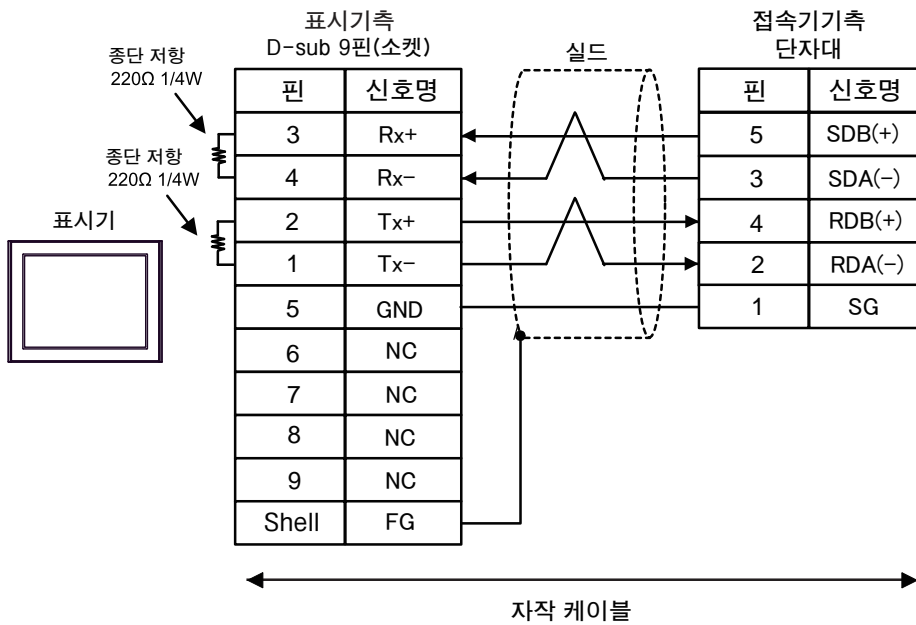 표시기측
D-sub 9핀(소켓)
접속기기측
단자대
종단 저항
220Ω 1/4W
실드
핀 신호명
핀 신호명
3 Rx+
5 SDB(+)
종단 저항
220Ω 1/4W
4 Rx-
3 SDA(-)
표시기
2 Tx+
4 RDB(+)
1 Tx-
2 RDA(-)
5 GND
1 SG
6 NC
7 NC
8 NC
9 NC
Shell FG
자작 케이블